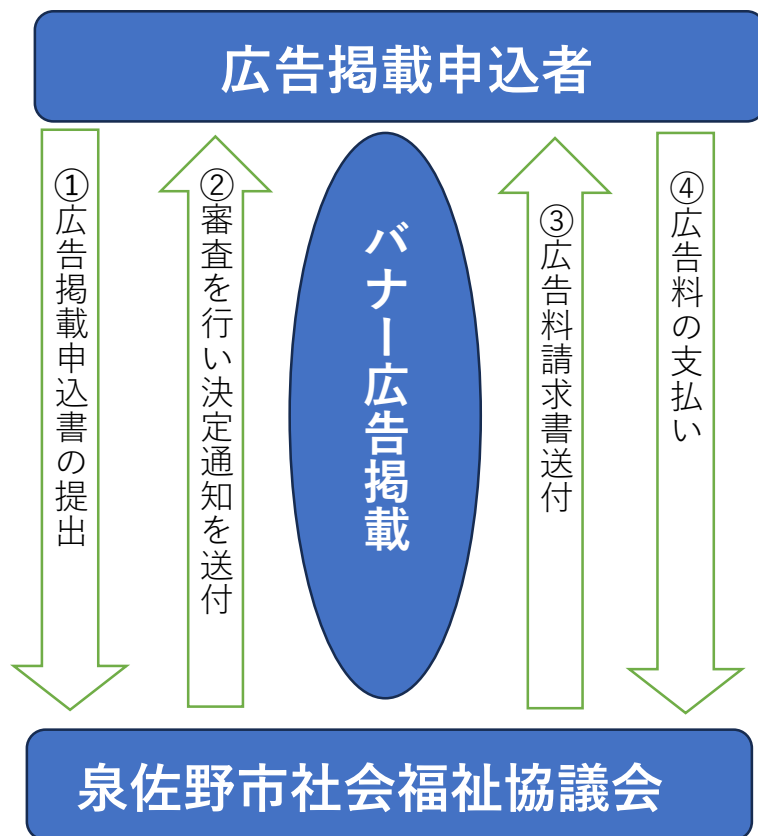 広告掲載申込者
①広告掲載申込書の提出
②審査を行い決定通知を送付
バナー広告掲載
③広告料請求書送付
④広告料の支払い
泉佐野市社会福祉協議会